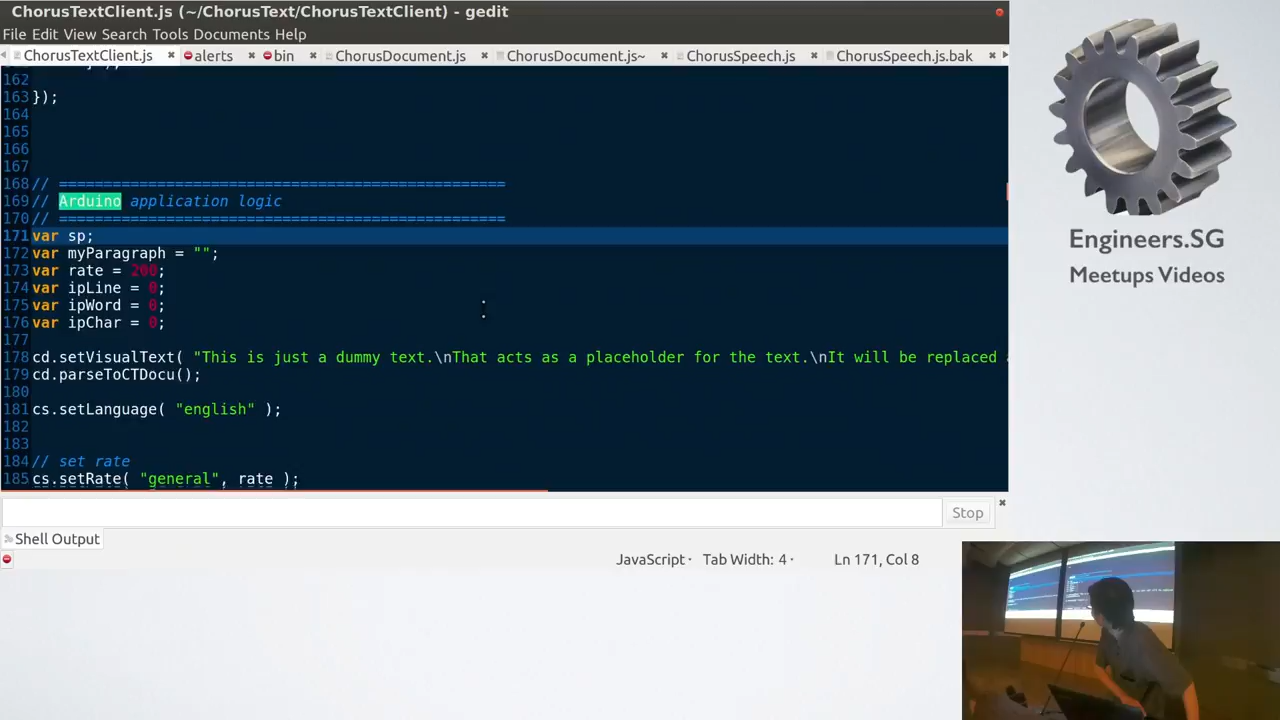 ChorusTextClient.js (~/ChorusText/ChorusTextClient) - gedit
File Edit View Search Tools Documents Help
ChorusTextClient.js alerts bin ChorusDocument.js ChorusDocument.js~ ChorusSpeech.js ChorusSpeech.js.bak
162
163 });
164
165
166
167
168 // ==================================================
169 // Arduino application logic
170 // ==================================================
171 var sp;
172 var myParagraph = "";
173 var rate = 200;
174 var ipLine = 0;
175 var ipWord = 0;
176 var ipChar = 0;
177
178 cd.setVisualText( "This is just a dummy text.\nThat acts as a placeholder for the text.\nIt will be replaced
179 cd.parseToCTDocu();
180
181 cs.setLanguage( "english" );
182
183
184 // set rate
185 cs.setRate( "general", rate );
Stop
Shell Output
JavaScript Tab Width: 4 Ln 171, Col 8
Engineers.SG
Meetups Videos